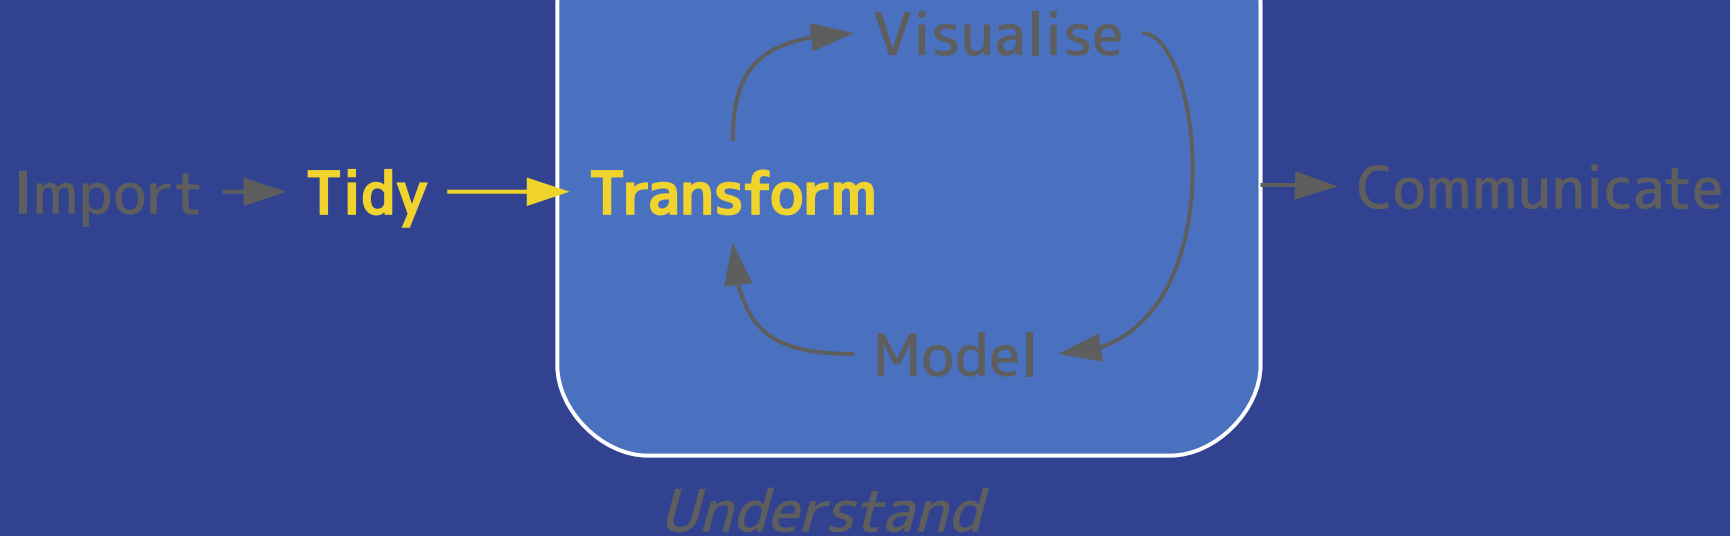 Visualise
Import
Tidy
Transform
Communicate
Model
Understand